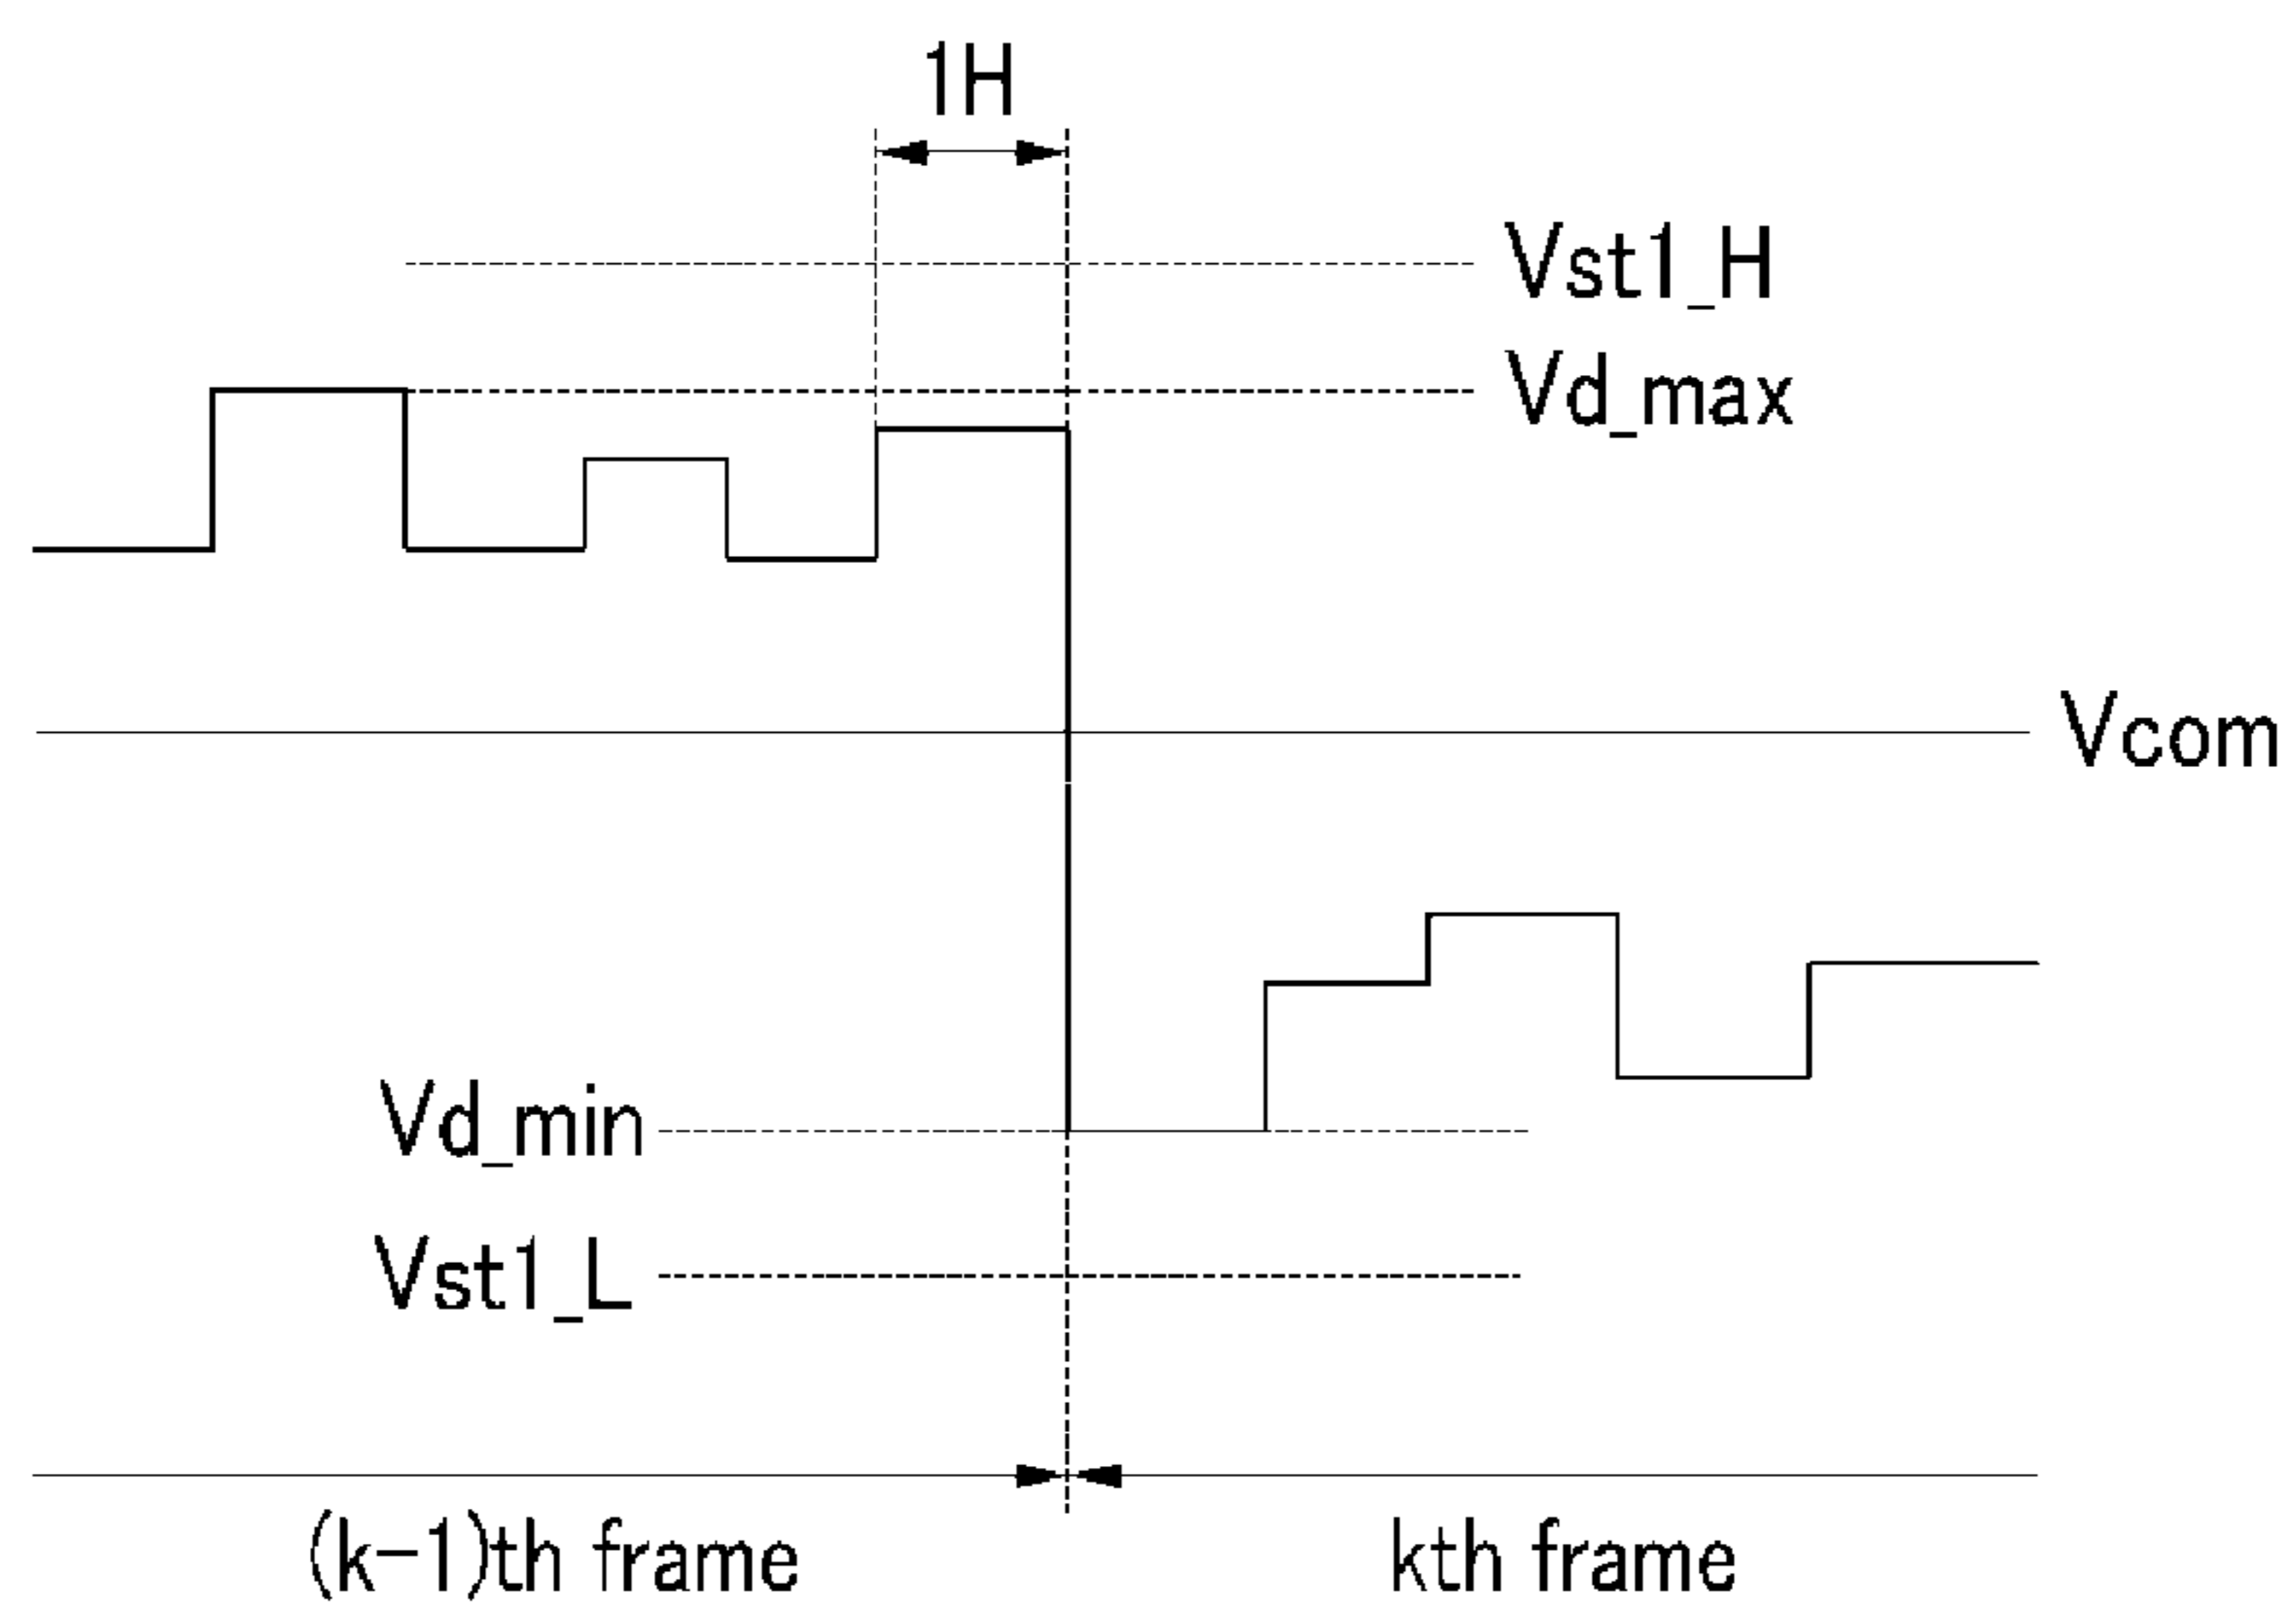 1H
Vst1_H
Vd_max
Vcom
Vd_min
Vst1_L
(k-1)th frame
kth frame